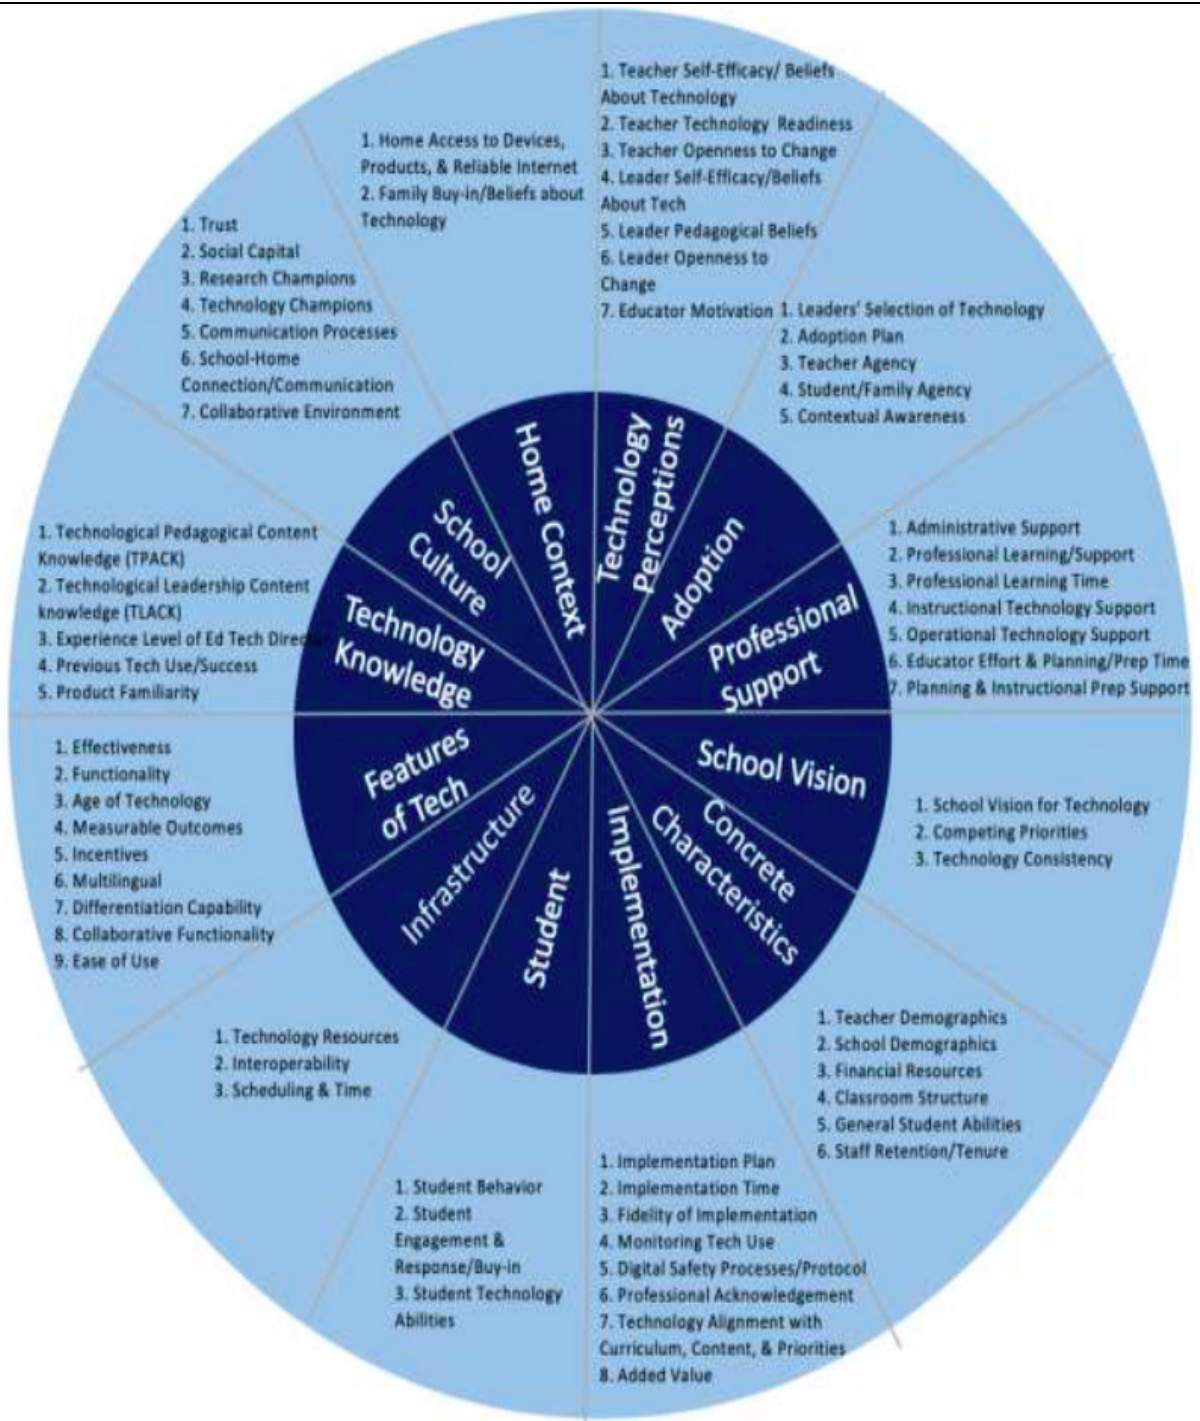 1. Teacher Self-Efficacy/ Beliefs
About Technology
2. Teacher Technology Readiness
3. Teacher Openness to Change
4. Leader Self-Efficacy/Beliefs
About Tech
5. Leader Pedagogical Beliefs
6. Leader Openness to
Change
7. Educator Motivation
1. Leaders' Selection of Technology
2. Adoption Plan
3. Teacher Agency
4. Student/Family Agency
5. Contextual Awareness
1. Administrative Support
2. Professional Learning/Support
3. Professional Learning Time
4. Instructional Technology Support
5. Operational Technology Support
6. Educator Effort & Planning/Prep Time
7. Planning & Instructional Prep Support
1. School Vision for Technology
2. Competing Priorities
3. Technology Consistency
1. Teacher Demographics
2. School Demographics
3. Financial Resources
4. Classroom Structure
5. General Student Abilities
6. Staff Retention/Tenure
1. Implementation Plan
2. Implementation Time
3. Fidelity of Implementation
4. Monitoring Tech Use
5. Digital Safety Processes/Protocol
6. Professional Acknowledgement
7. Technology Alignment with
Curriculum, Content, & Priorities
8. Added Value
1. Student Behavior
2. Student
Engagement &
Response/Buy-in
3. Student Technology
Abilities
1. Technology Resources
2. Interoperability
3. Scheduling & Time
1. Effectiveness
2. Functionality
3. Age of Technology
4. Measurable Outcomes
5. Incentives
6. Multilingual
7. Differentiation Capability
8. Collaborative Functionality
9. Ease of Use
1. Technological Pedagogical Content
Knowledge (TPACK)
2. Technological Leadership Content
knowledge (TLACK)
3. Experience Level of Ed Tech
4. Previous Tech Use/Success
5. Product Familiarity
1. Trust
2. Social Capital
3. Research Champions
4. Technology Champions
5. Communication Processes
6. School-Home
Connection/Communication
7. Collaborative Environment
1. Home Access to Devices,
Products, & Reliable Internet
2. Family Buy-in/Beliefs about
Technology
Technology
Perceptions
Adoption
Professional
Support
School Vision
Concrete
Characteristics
Implementation
Student
Infrastructure
Features
of Tech
Technology
Knowledge
School
Culture
Home Context